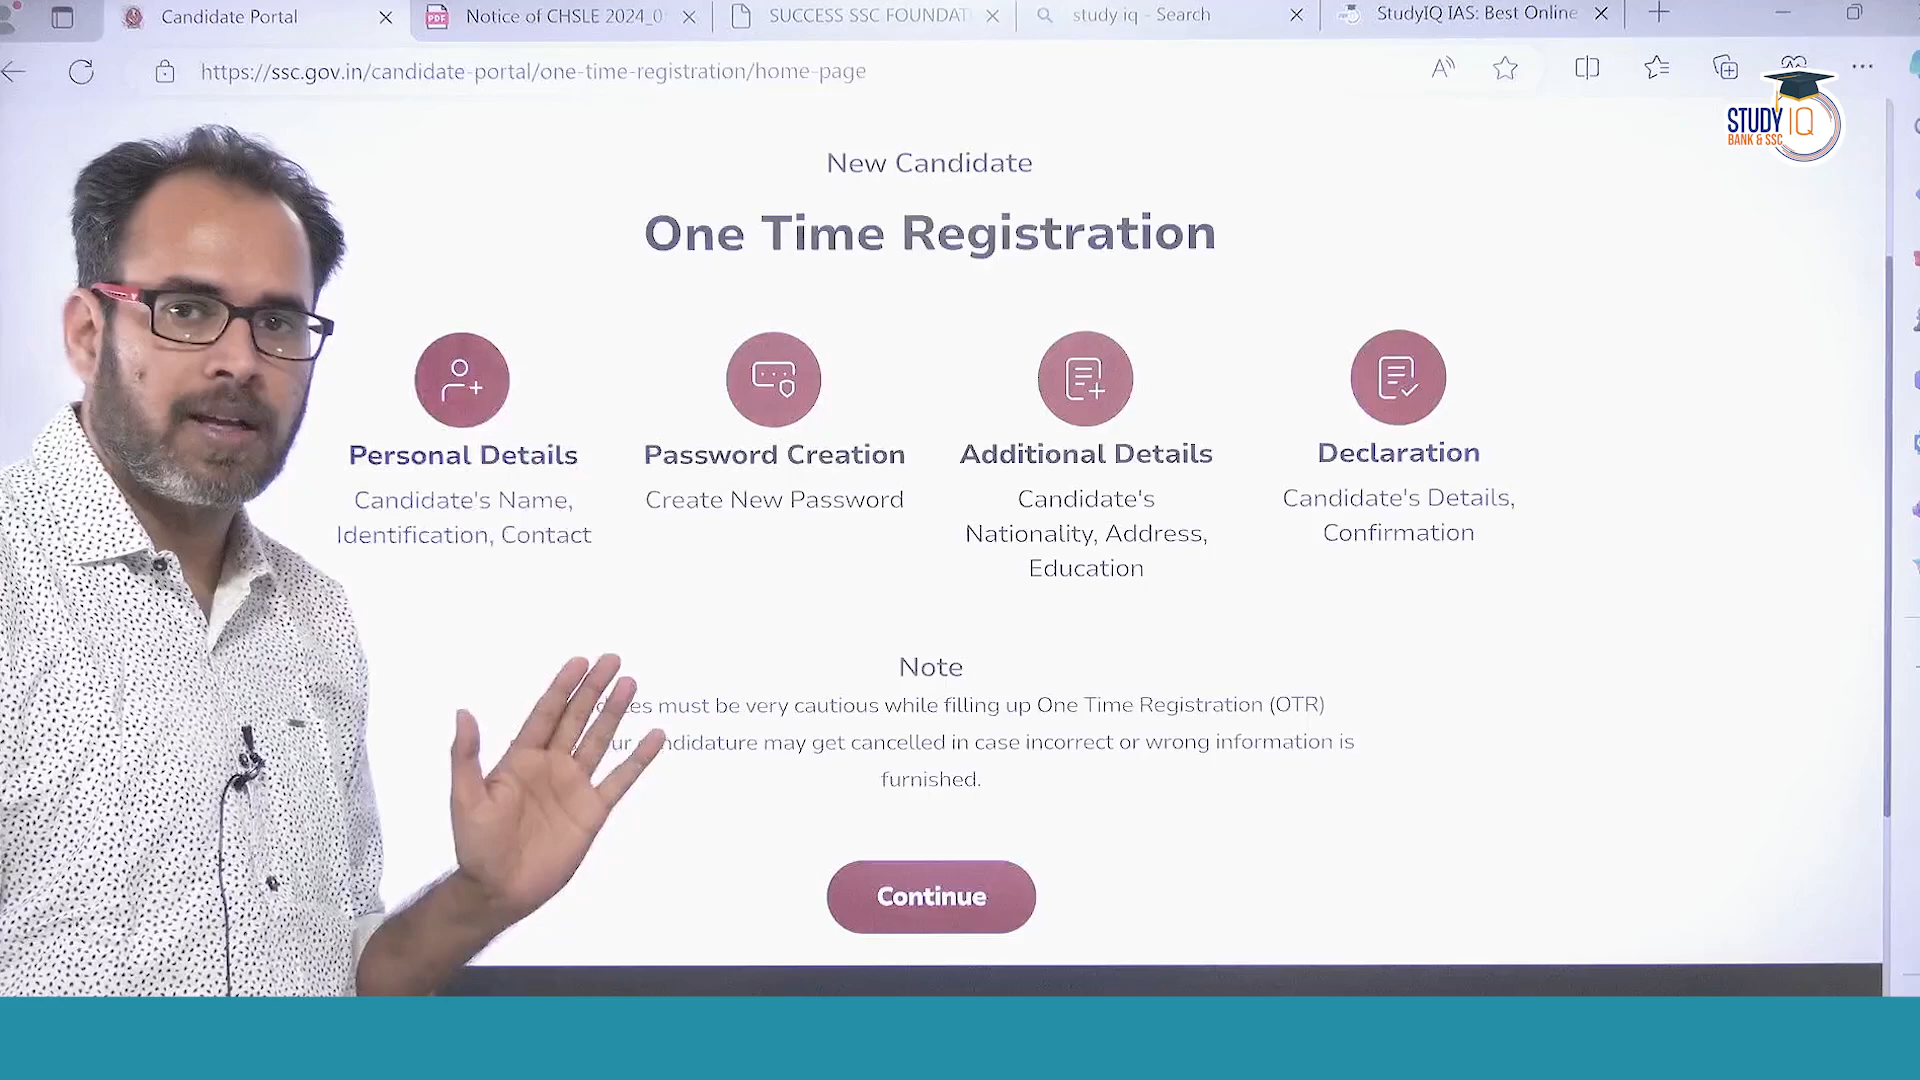 Candidate Portal
Notice of CHSLE 2024_0
SUCCESS SSC FOUNDAT
study iq - Search
StudyIQ IAS: Best Online
https://ssc.gov.in/candidate-portal/one-time-registration/home-page
STUDY IQ
BANK & SSC
New Candidate
One Time Registration
Personal Details
Candidate's Name,
Identification, Contact
Password Creation
Create New Password
Additional Details
Candidate's
Nationality, Address,
Education
Declaration
Candidate's Details,
Confirmation
Note
must be very cautious while filling up One Time Registration (OTR)
may get cancelled in case incorrect or wrong information is
furnished.
Continue